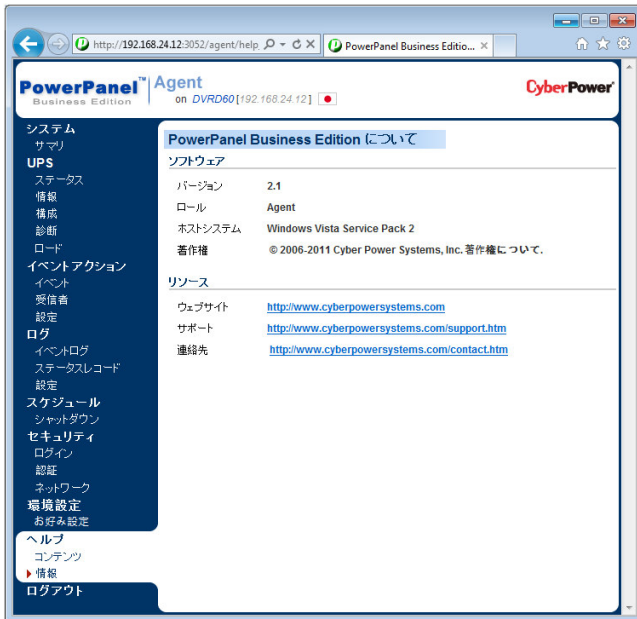 http://192.168.24.12:3052/agent/help
PowerPanel Business Editio...
PowerPanel™ Business Edition
Agent
on DVRD60[192.168.24.12]
CyberPower
システム
サマリ
UPS
ステータス
情報
構成
診断
ロード
イベントアクション
イベント
受信者
設定
ログ
イベントログ
ステータスレコード
設定
スケジュール
シャットダウン
セキュリティ
ログイン
認証
ネットワーク
環境設定
お好み設定
ヘルプ
コンテンツ
情報
ログアウト
PowerPanel Business Edition について
ソフトウェア
バージョン 2.1
ロール Agent
ホストシステム Windows Vista Service Pack 2
著作権 © 2006-2011 Cyber Power Systems, Inc. 著作権について.
リソース
ウェブサイト http://www.cyberpowersystems.com
サポート http://www.cyberpowersystems.com/support.htm
連絡先 http://www.cyberpowersystems.com/contact.htm